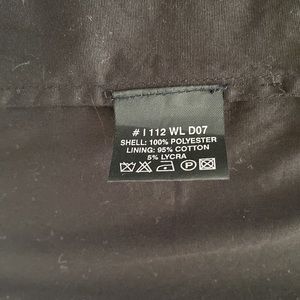 # I 112 WL D07
SHELL: 100% POLYESTER
LINING: 95% COTTON
5% LYCRA